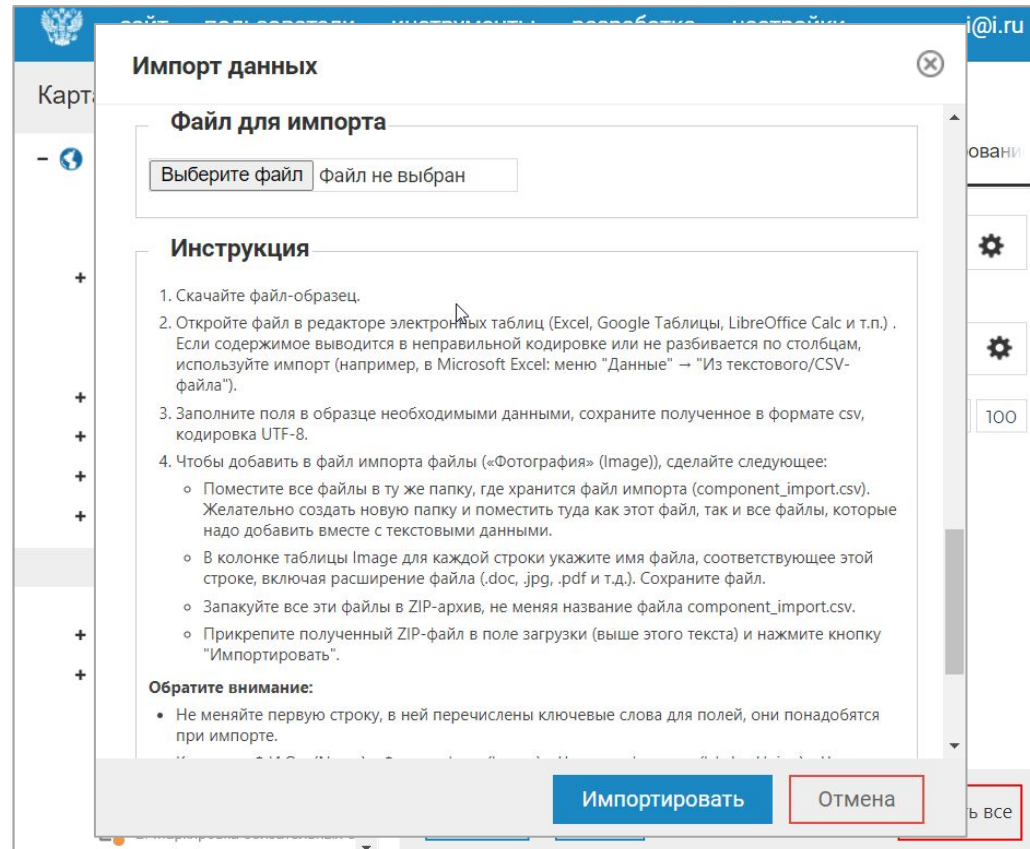 сайт пользователи инструменты разработка настройки i@i.ru
Импорт данных
Карта
Файл для импорта
Выберите файл Файл не выбран
Инструкция
1. Скачайте файл-образец.
2. Откройте файл в редакторе электронных таблиц (Excel, Google Таблицы, LibreOffice Calc и т.п.) .
Если содержимое выводится в неправильной кодировке или не разбивается по столбцам,
используйте импорт (например, в Microsoft Excel: меню "Данные" → "Из текстового/CSV-
файла").
3. Заполните поля в образце необходимыми данными, сохраните полученное в формате csv,
кодировка UTF-8.
100
4. Чтобы добавить в файл импорта файлы («Фотография» (Image)), сделайте следующее:
Поместите все файлы в ту же папку, где хранится файл импорта (component_import.csv).
Желательно создать новую папку и поместить туда как этот файл, так и все файлы, которые
надо добавить вместе с текстовыми данными.
В колонке таблицы Image для каждой строки укажите имя файла, соответствующее этой
строке, включая расширение файла (.doc, .jpg, .pdf и т.д.). Сохраните файл.
Запакуйте все эти файлы в ZIP-архив, не меняя название файла component_import.csv.
Прикрепите полученный ZIP-файл в поле загрузки (выше этого текста) и нажмите кнопку
"Импортировать".
Обратите внимание:
• Не меняйте первую строку, в ней перечислены ключевые слова для полей, они понадобятся
при импорте.
Импортировать Отмена
ь все